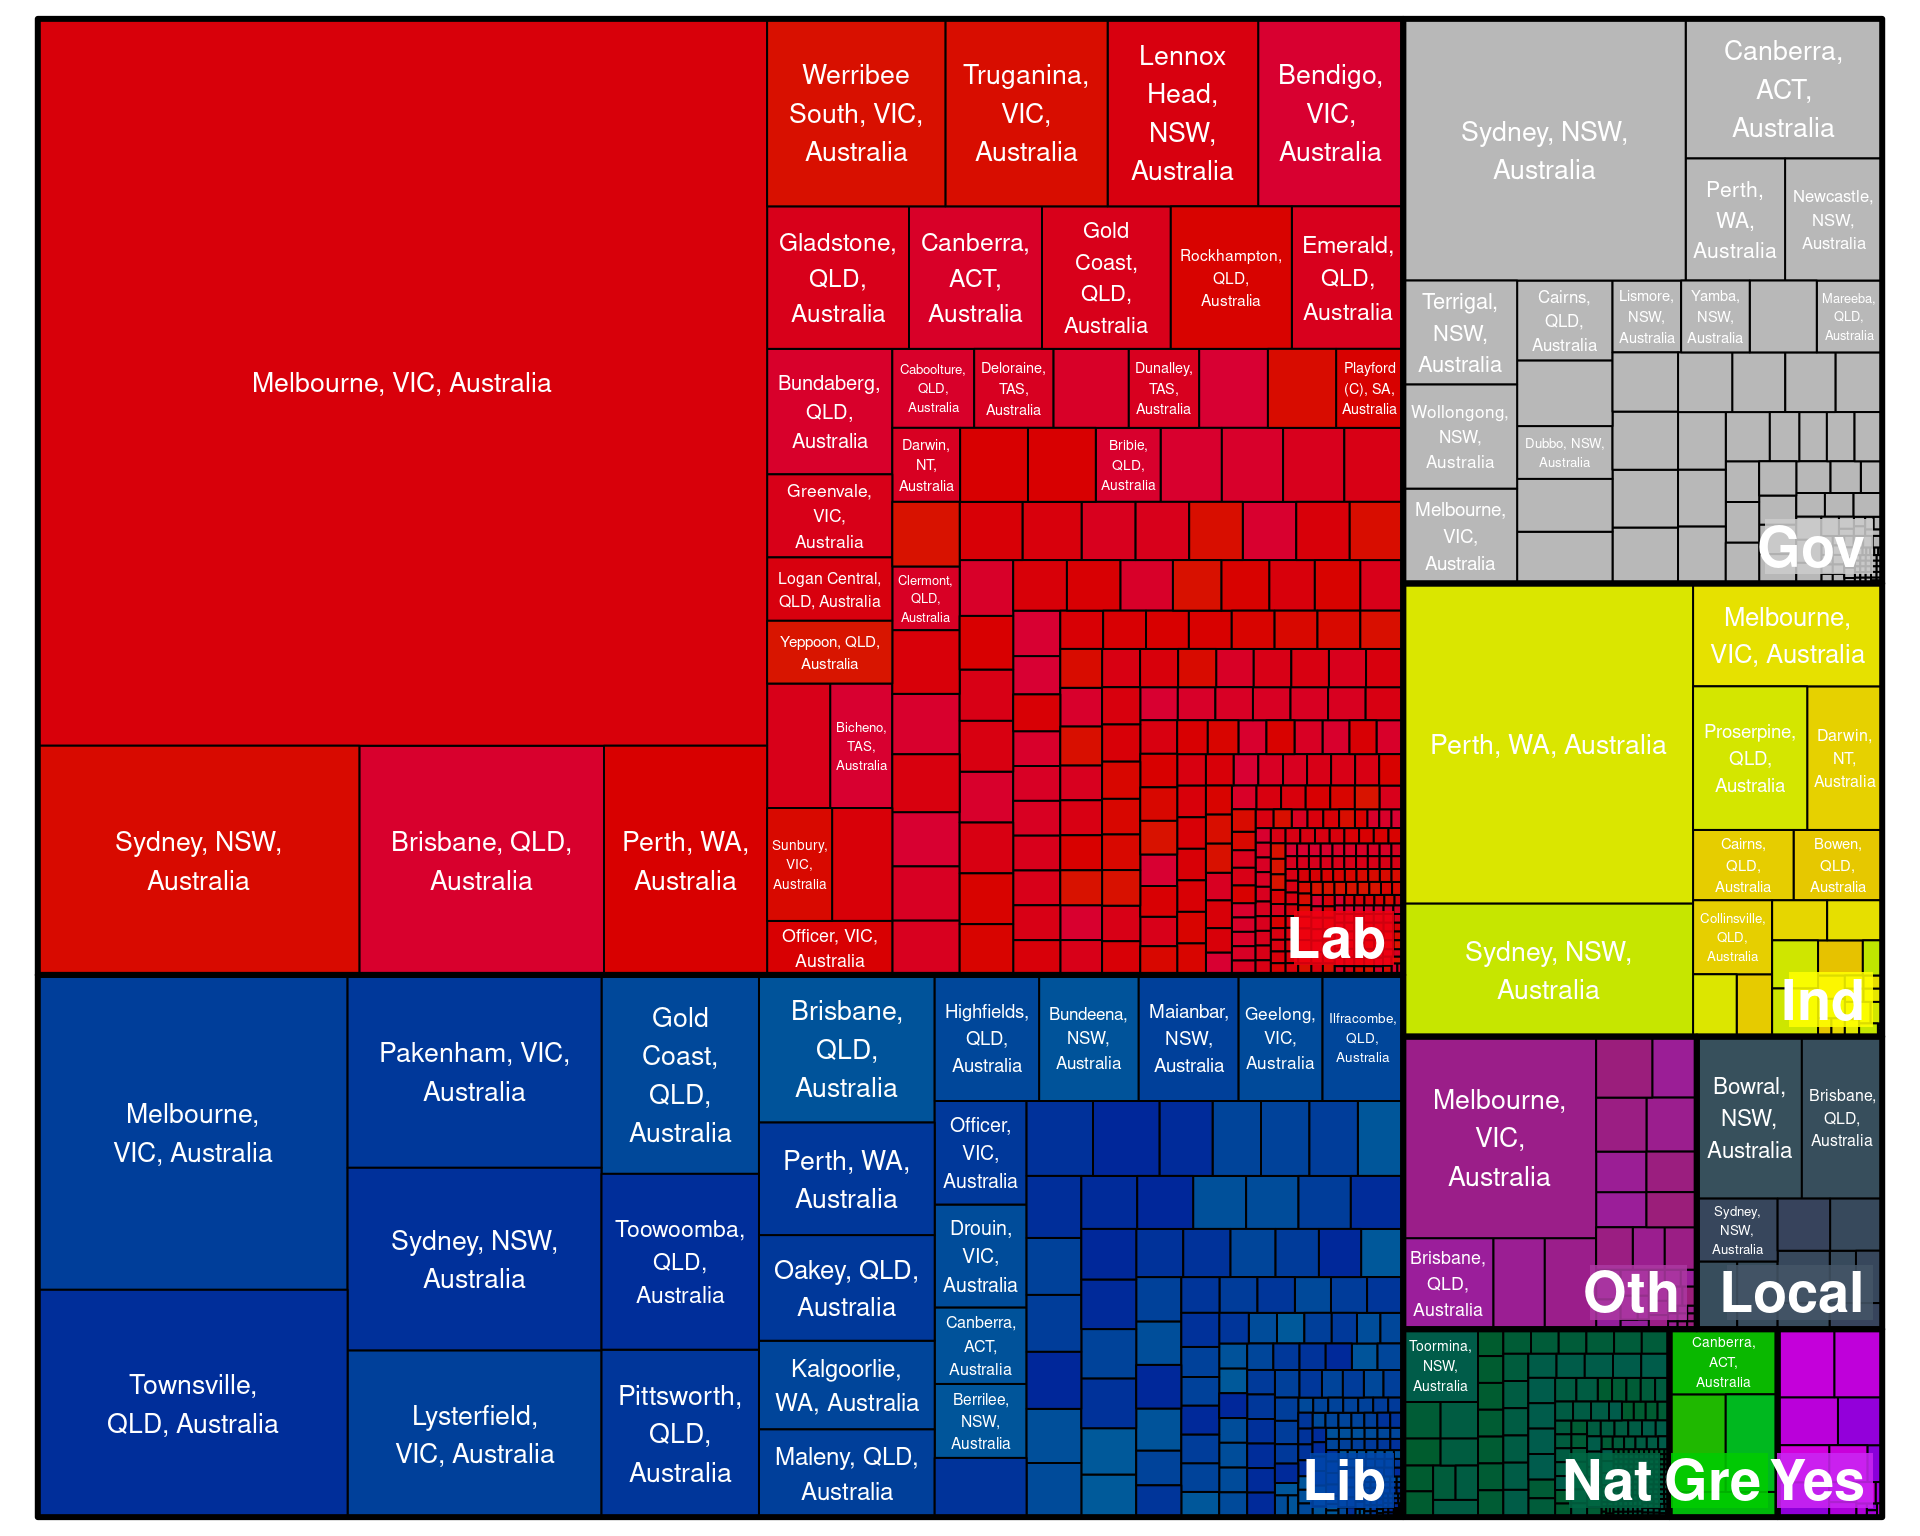 Melbourne, VIC, Australia
Sydney, NSW,
Australia
Brisbane, QLD,
Australia
Perth, WA,
Australia
Werribee
South, VIC,
Australia
Truganina,
VIC,
Australia
Lennox
Head,
NSW,
Australia
Bendigo,
VIC,
Australia
Gladstone,
QLD,
Australia
Canberra,
ACT,
Australia
Gold
Coast,
QLD,
Australia
Rockhampton,
QLD,
Australia
Emerald,
QLD,
Australia
Bundaberg,
QLD,
Australia
Caboolture,
QLD,
Australia
Deloraine,
TAS,
Australia
Dunalley,
TAS,
Australia
Playford
(C), SA,
Australia
Darwin,
NT,
Australia
Bribie,
QLD,
Australia
Greenvale,
VIC,
Australia
Logan Central,
QLD, Australia
Clermont,
QLD,
Australia
Yeppoon, QLD,
Australia
Bicheno,
TAS,
Australia
Sunbury,
VIC,
Australia
Officer, VIC,
Australia
Lab
Melbourne,
VIC, Australia
Townsville,
QLD, Australia
Pakenham, VIC,
Australia
Sydney, NSW,
Australia
Lysterfield,
VIC, Australia
Gold
Coast,
QLD,
Australia
Toowoomba,
QLD,
Australia
Pittsworth,
QLD,
Australia
Brisbane,
QLD,
Australia
Perth, WA,
Australia
Oakey, QLD,
Australia
Kalgoorlie,
WA, Australia
Maleny, QLD,
Australia
Highfields,
QLD,
Australia
Bundeena,
NSW,
Australia
Maianbar,
NSW,
Australia
Geelong,
VIC,
Australia
Ilfracombe,
QLD,
Australia
Officer,
VIC,
Australia
Drouin,
VIC,
Australia
Canberra,
ACT,
Australia
Berrilee,
NSW,
Australia
Lib
Sydney, NSW,
Australia
Canberra,
ACT,
Australia
Perth,
WA,
Australia
Newcastle,
NSW,
Australia
Terrigal,
NSW,
Australia
Cairns,
QLD,
Australia
Lismore,
NSW,
Australia
Yamba,
NSW,
Australia
Mareeba,
QLD,
Australia
Wollongong,
NSW,
Australia
Dubbo, NSW,
Australia
Melbourne,
VIC,
Australia
Gov
Perth, WA, Australia
Sydney, NSW,
Australia
Melbourne,
VIC, Australia
Proserpine,
QLD,
Australia
Darwin,
NT,
Australia
Cairns,
QLD,
Australia
Bowen,
QLD,
Australia
Collinsville,
QLD,
Australia
Ind
Melbourne,
VIC,
Australia
Brisbane,
QLD,
Australia
Oth
Bowral,
NSW,
Australia
Brisbane,
QLD,
Australia
Sydney,
NSW,
Australia
Local
Toormina,
NSW,
Australia
Nat
Canberra,
ACT,
Australia
Gre
Yes